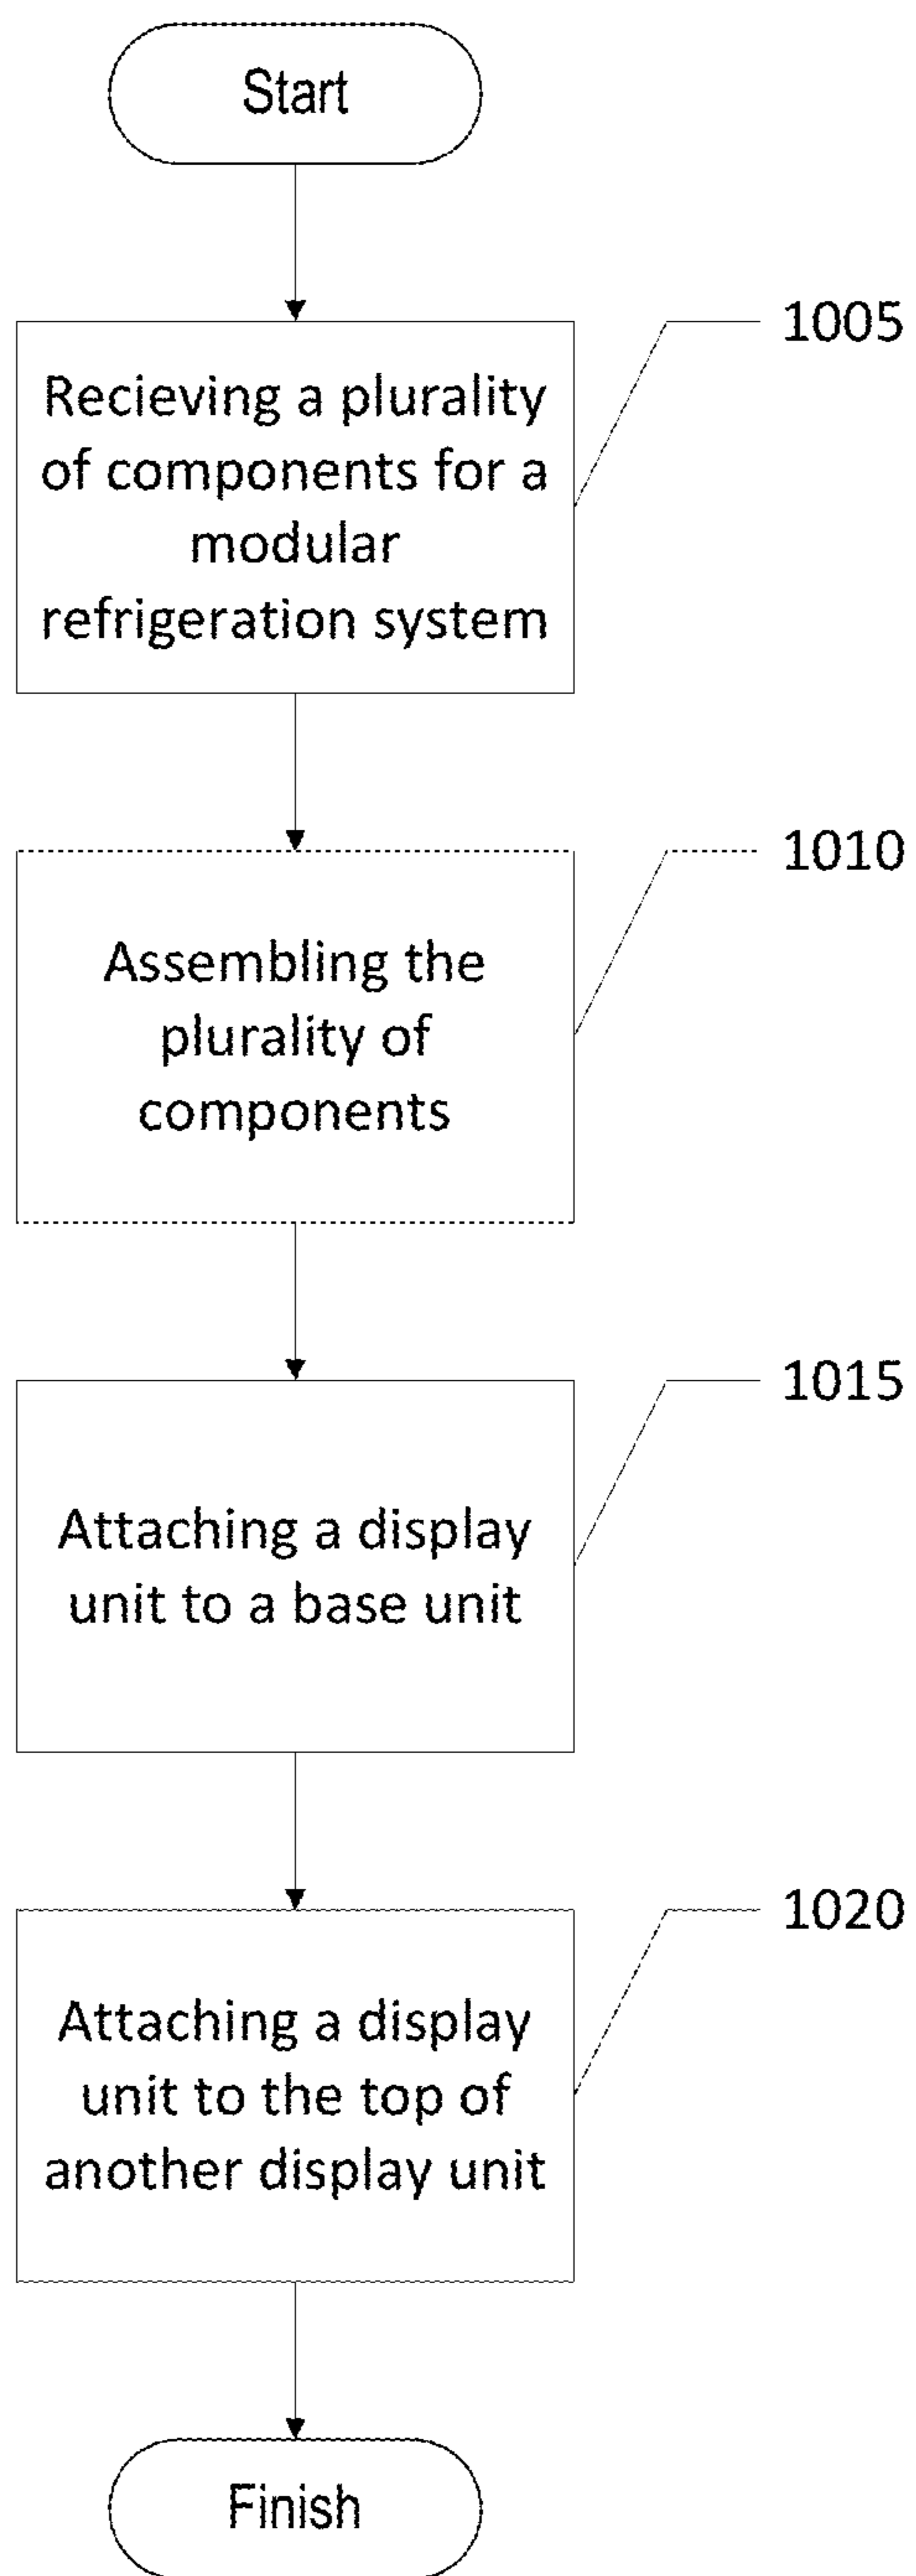 Start
1005
Recieving a plurality
of components for a
modular
refrigeration system
1010
Assembling the
plurality of
components
1015
Attaching a display
unit to a base unit
1020
Attaching a display
unit to the top of
another display unit
Finish